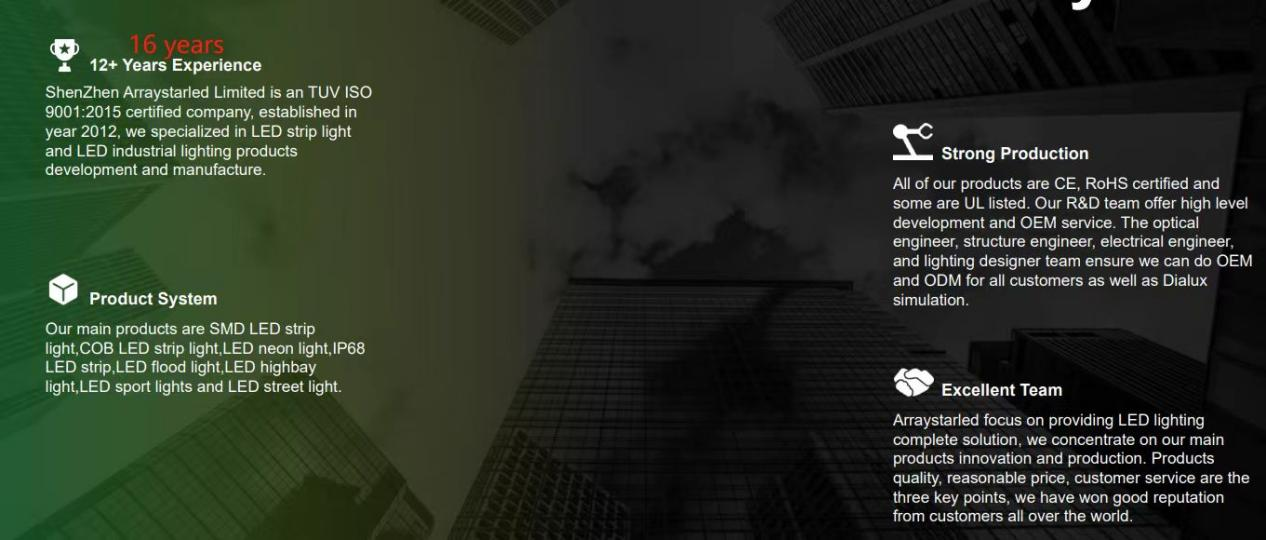 16 years
12+ Years Experience
ShenZhen Arraystarled Limited is an TUV ISO
9001:2015 certified company, established in
year 2012, we specialized in LED strip light
and LED industrial lighting products
development and manufacture.
Product System
Our main products are SMD LED strip
light,COB LED strip light,LED neon light,IP68
LED strip,LED flood light,LED highbay
light,LED sport lights and LED street light.
Strong Production
All of our products are CE, RoHS certified and
some are UL listed. Our R&D team offer high level
development and OEM service. The optical
engineer, structure engineer, electrical engineer,
and lighting designer team ensure we can do OEM
and ODM for all customers as well as Dialux
simulation.
Excellent Team
Arraystarled focus on providing LED lighting
complete solution, we concentrate on our main
products innovation and production. Products
quality, reasonable price, customer service are the
three key points, we have won good reputation
from customers all over the world.